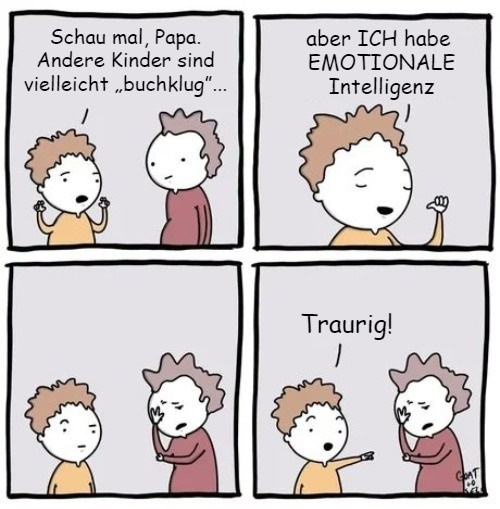 Schau mal, Papa.
Andere Kinder sind
vielleicht „buchklug”...
aber ICH habe
EMOTIONALE
Intelligenz
Traurig!